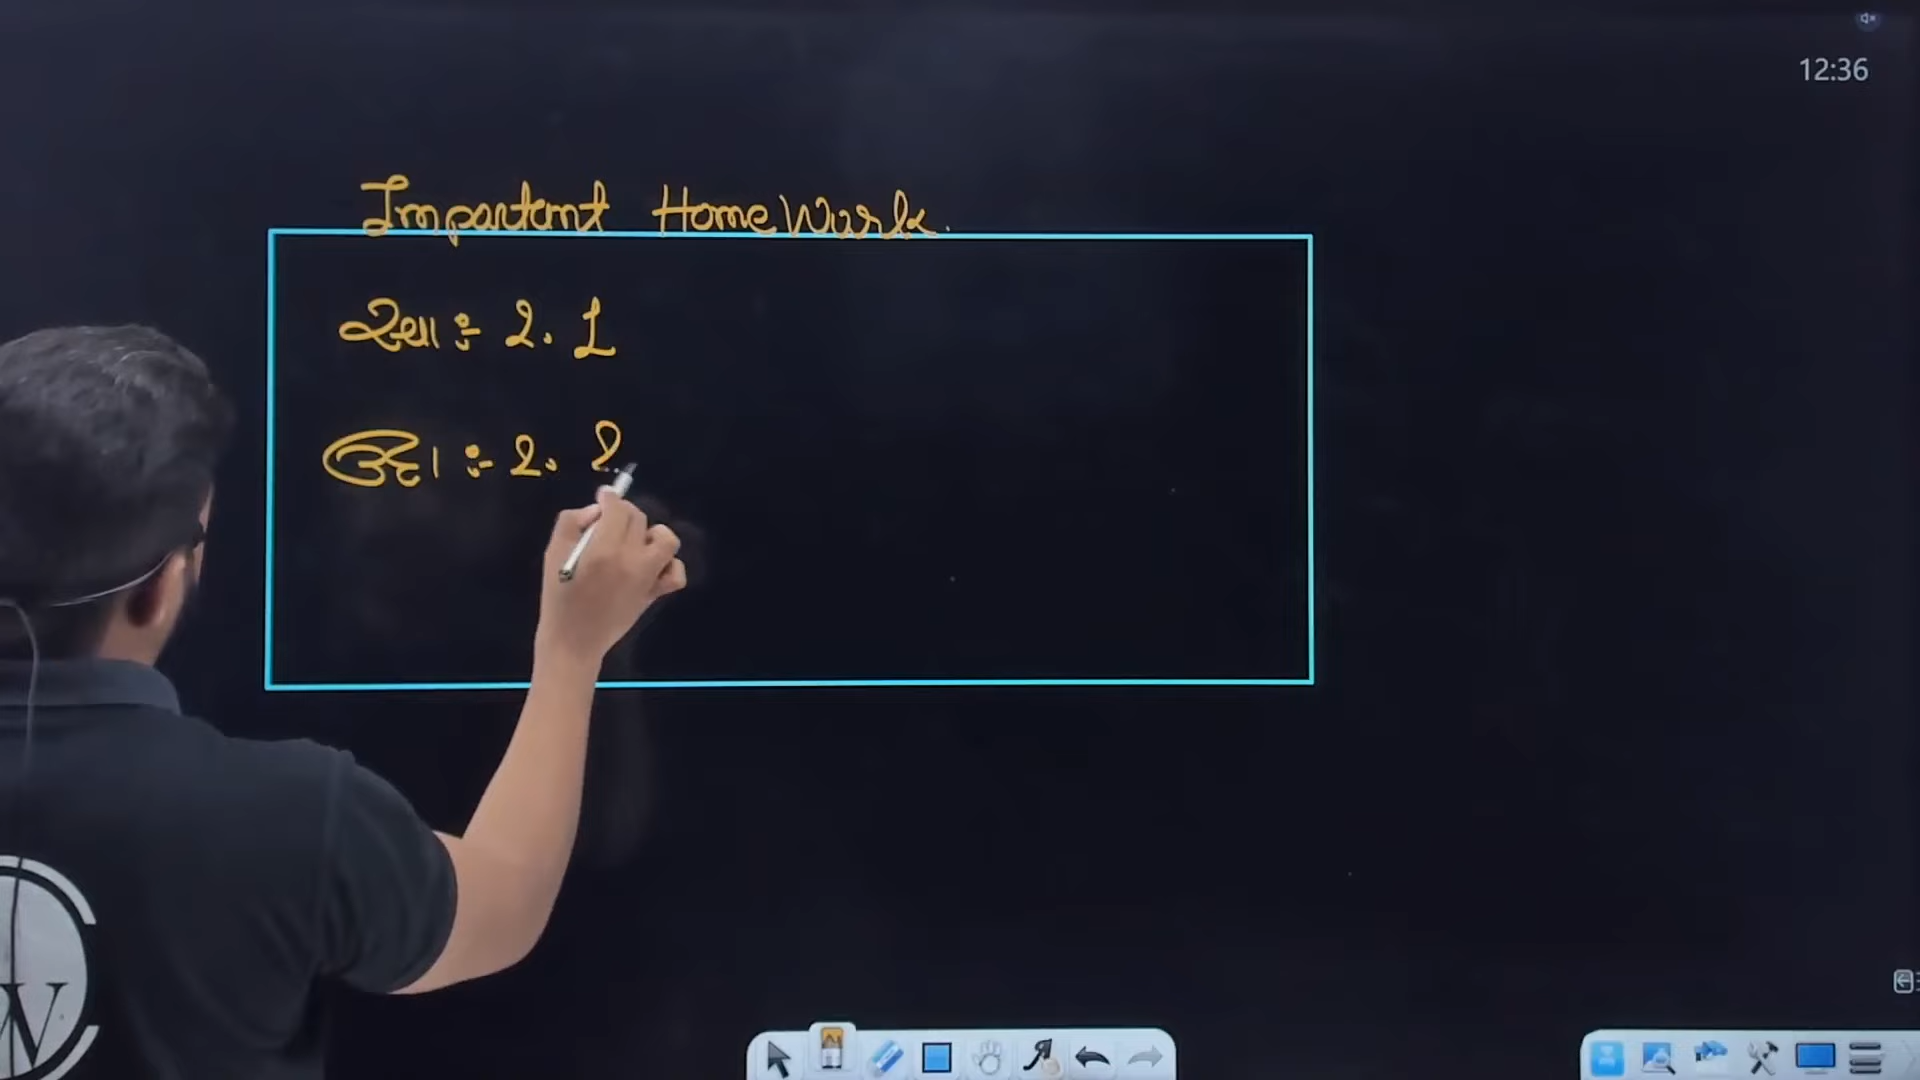 12:36
Important HomeWork.
સ્વા :- 2. 1
ઉદા :- 2. 2
W